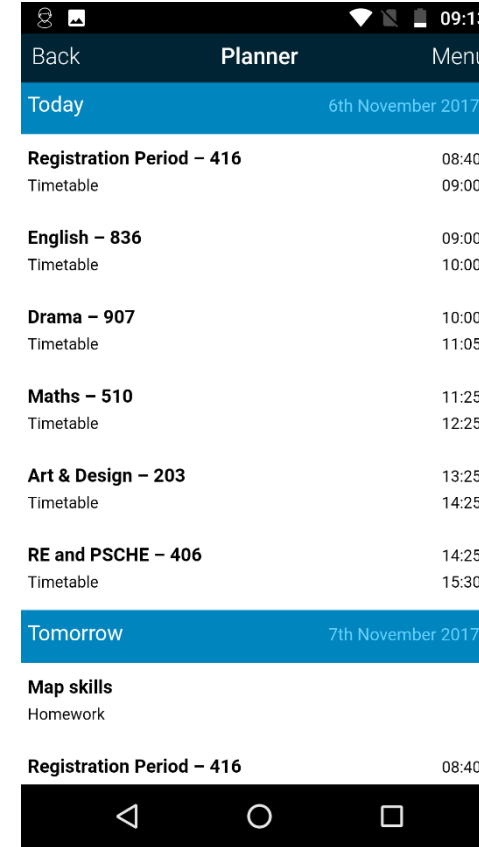 09:13
Back Planner Menu
Today 6th November 2017
Registration Period – 416 08:40
Timetable 09:00
English – 836 09:00
Timetable 10:00
Drama – 907 10:00
Timetable 11:05
Maths – 510 11:25
Timetable 12:25
Art & Design – 203 13:25
Timetable 14:25
RE and PSCHE – 406 14:25
Timetable 15:30
Tomorrow 7th November 2017
Map skills
Homework
Registration Period – 416 08:40